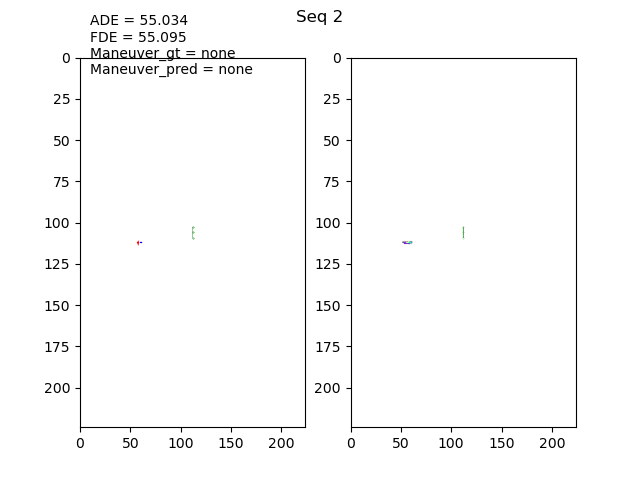 Seq 2
ADE = 55.034
FDE = 55.095
Maneuver_gt = none
Maneuver_pred = none
0
25
50
75
100
125
150
175
200
0 50 100 150 200
0
25
50
75
100
125
150
175
200
0 50 100 150 200